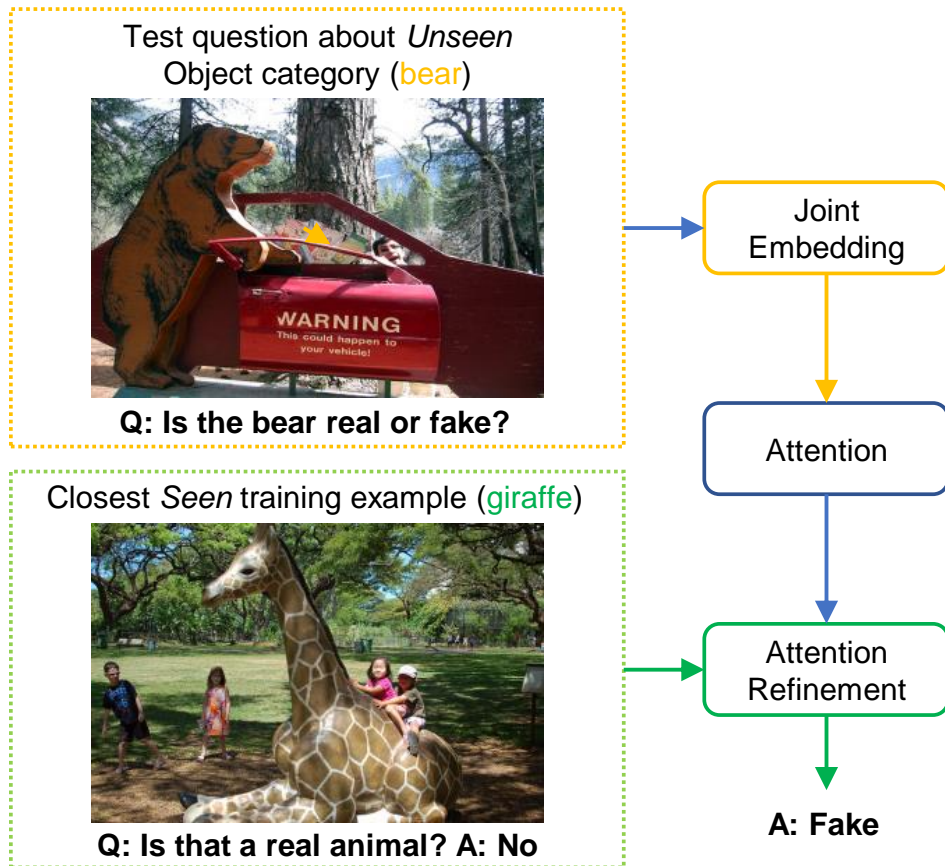 Test question about Unseen
Object category (bear)
WARNING
This could happen to
your vehicle!
Q: Is the bear real or fake?
Joint
Embedding
Attention
Closest Seen training example (giraffe)
Q: Is that a real animal? A: No
Attention
Refinement
A: Fake